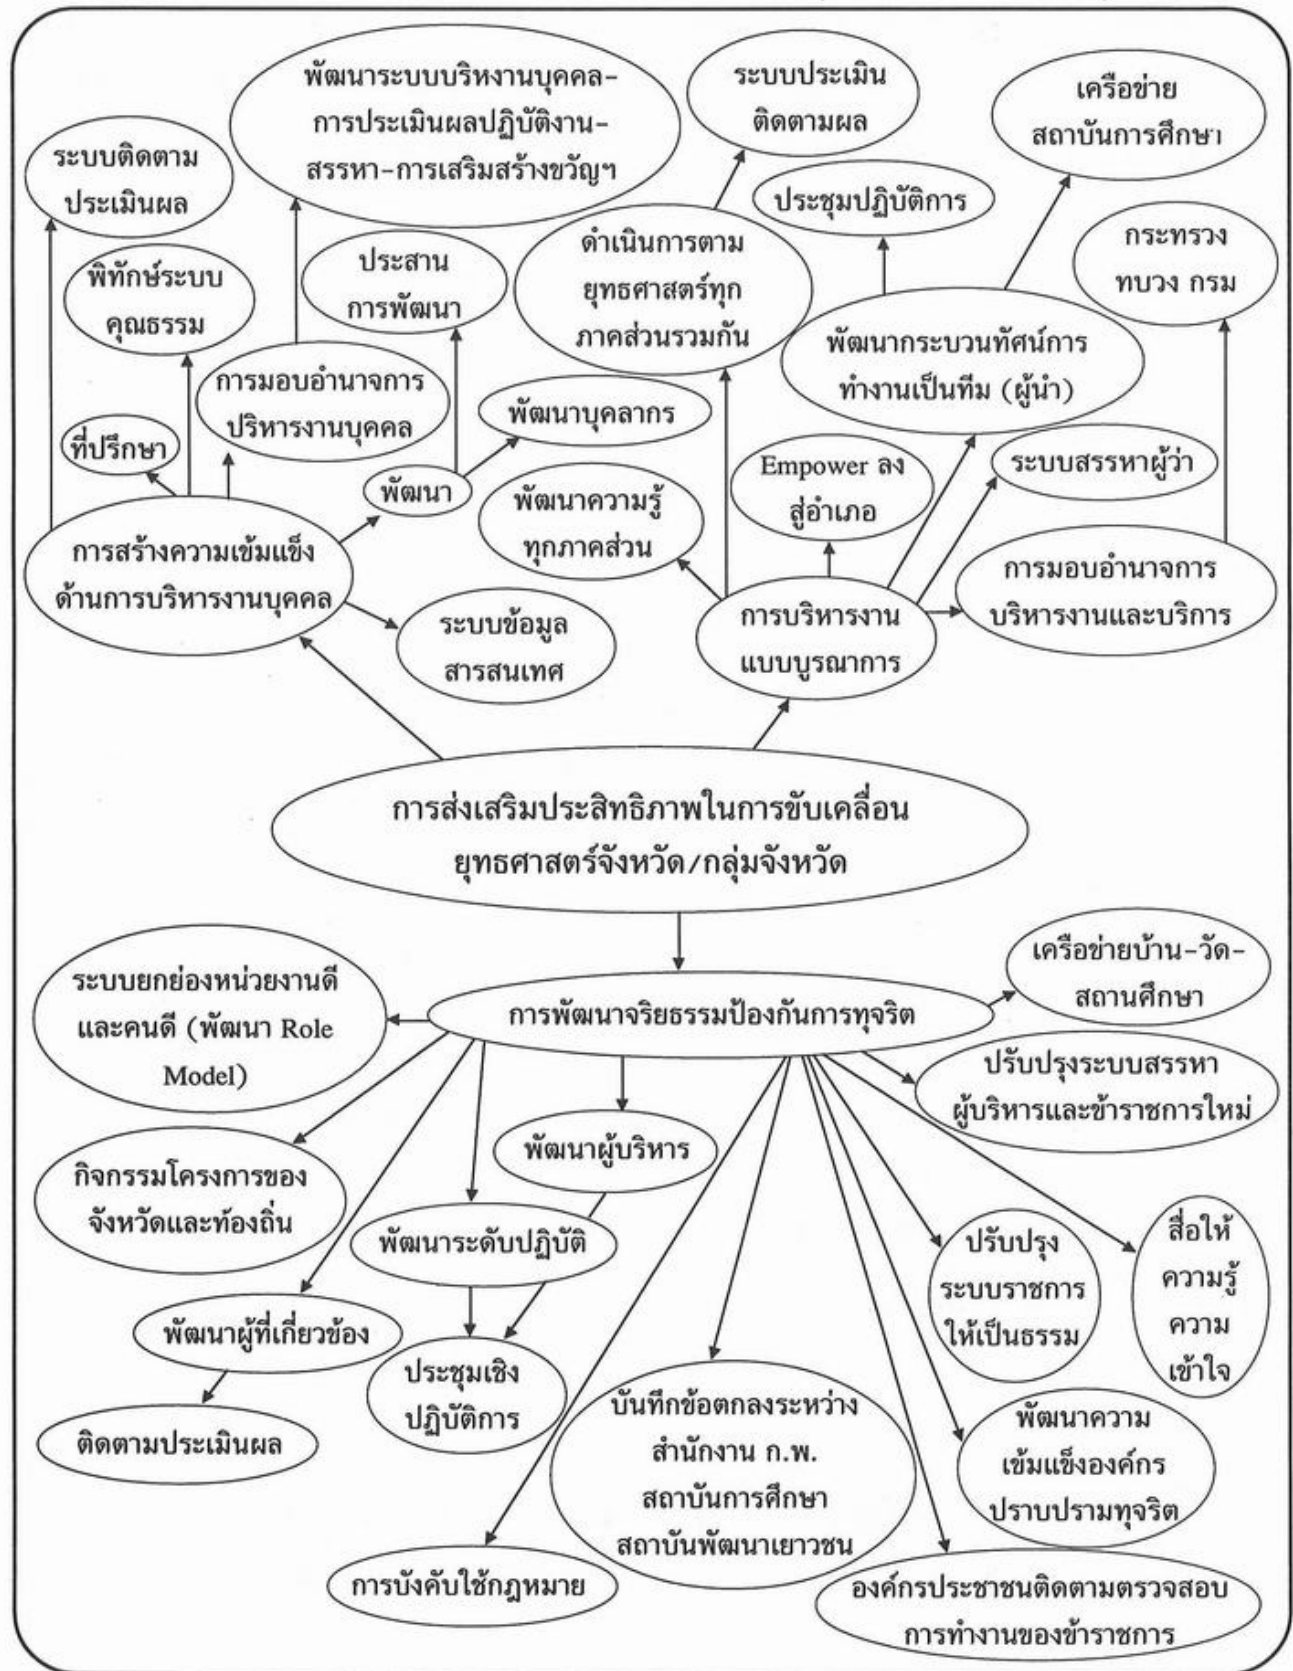 พัฒนาระบบบริหงานบุคคล-
การประเมินผลปฏิบัติงาน-
สรรหา-การเสริมสร้างขวัญฯ
ระบบประเมิน
ติดตามผล
เครือข่าย
สถาบันการศึกษา
ระบบติดตาม
ประเมินผล
ประชุมปฏิบัติการ
ดำเนินการตาม
ยุทธศาสตร์ทุก
ภาคส่วนรวมกัน
กระทรวง
ทบวง กรม
พิทักษ์ระบบ
คุณธรรม
ประสาน
การพัฒนา
พัฒนากระบวนทัศน์การ
ทำงานเป็นทีม (ผู้นำ)
การมอบอำนาจการ
บริหารงานบุคคล
พัฒนาบุคลากร
ที่ปรึกษา
พัฒนา
Empower ลง
สู่อำเภอ
ระบบสรรหาผู้ว่า
พัฒนาความรู้
ทุกภาคส่วน
การสร้างความเข้มแข็ง
ด้านการบริหารงานบุคคล
การมอบอำนาจการ
บริหารงานและบริการ
ระบบข้อมูล
สารสนเทศ
การบริหารงาน
แบบบูรณาการ
การส่งเสริมประสิทธิภาพในการขับเคลื่อน
ยุทธศาสตร์จังหวัด/กลุ่มจังหวัด
เครือข่ายบ้าน-วัด-
สถานศึกษา
ระบบยกย่องหน่วยงานดี
และคนดี (พัฒนา Role
Model)
การพัฒนาจริยธรรมป้องกันการทุจริต
ปรับปรุงระบบสรรหา
ผู้บริหารและข้าราชการใหม่
พัฒนาผู้บริหาร
กิจกรรมโครงการของ
จังหวัดและท้องถิ่น
พัฒนาระดับปฏิบัติ
ปรับปรุง
ระบบราชการ
ให้เป็นธรรม
สื่อให้
ความรู้
ความ
เข้าใจ
พัฒนาผู้ที่เกี่ยวข้อง
ประชุมเชิง
ปฏิบัติการ
ติดตามประเมินผล
บันทึกข้อตกลงระหว่าง
สำนักงาน ก.พ.
สถาบันการศึกษา
สถาบันพัฒนาเยาวชน
พัฒนาความ
เข้มแข็งองค์กร
ปราบปรามทุจริต
การบังคับใช้กฎหมาย
องค์กรประชาชนติดตามตรวจสอบ
การทำงานของข้าราชการ